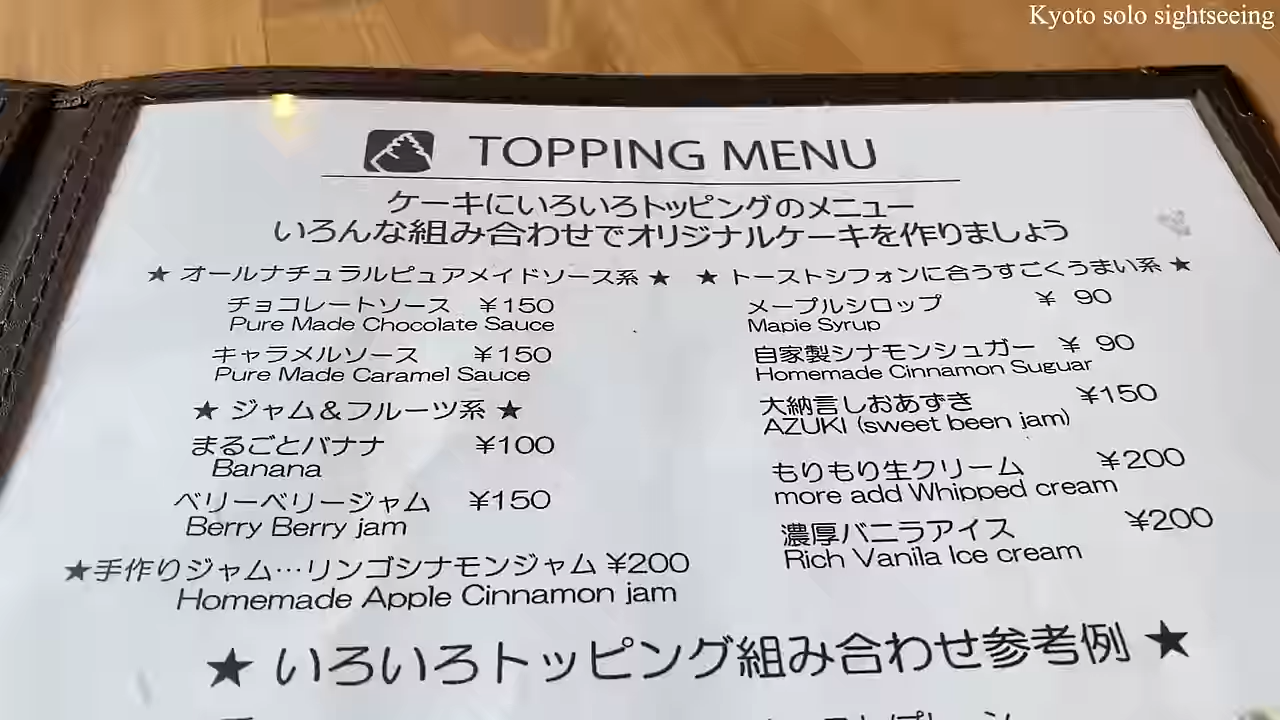 Kyoto solo sightseeing
TOPPING MENU
ケーキにいろいろトッピングのメニュー
いろんな組み合わせでオリジナルケーキを作りましょう
★ オールナチュラルピュアメイドソース系 ★
チョコレートソース ¥150
Pure Made Chocolate Sauce
キャラメルソース ¥150
Pure Made Caramel Sauce
★ ジャム&フルーツ系 ★
まるごとバナナ ¥100
Banana
ベリーベリージャム ¥150
Berry Berry jam
★手作りジャム…リンゴシナモンジャム ¥200
Homemade Apple Cinnamon jam
★ トーストシフォンに合うすごくうまい系 ★
メープルシロップ ¥ 90
Mapie Syrup
自家製シナモンシュガー ¥ 90
Homemade Cinnamon Suguar
大納言しおあずき ¥150
AZUKI (sweet been jam)
もりもり生クリーム ¥200
more add Whipped cream
濃厚バニラアイス ¥200
Rich Vanila Ice cream
★ いろいろトッピング組み合わせ参考例 ★